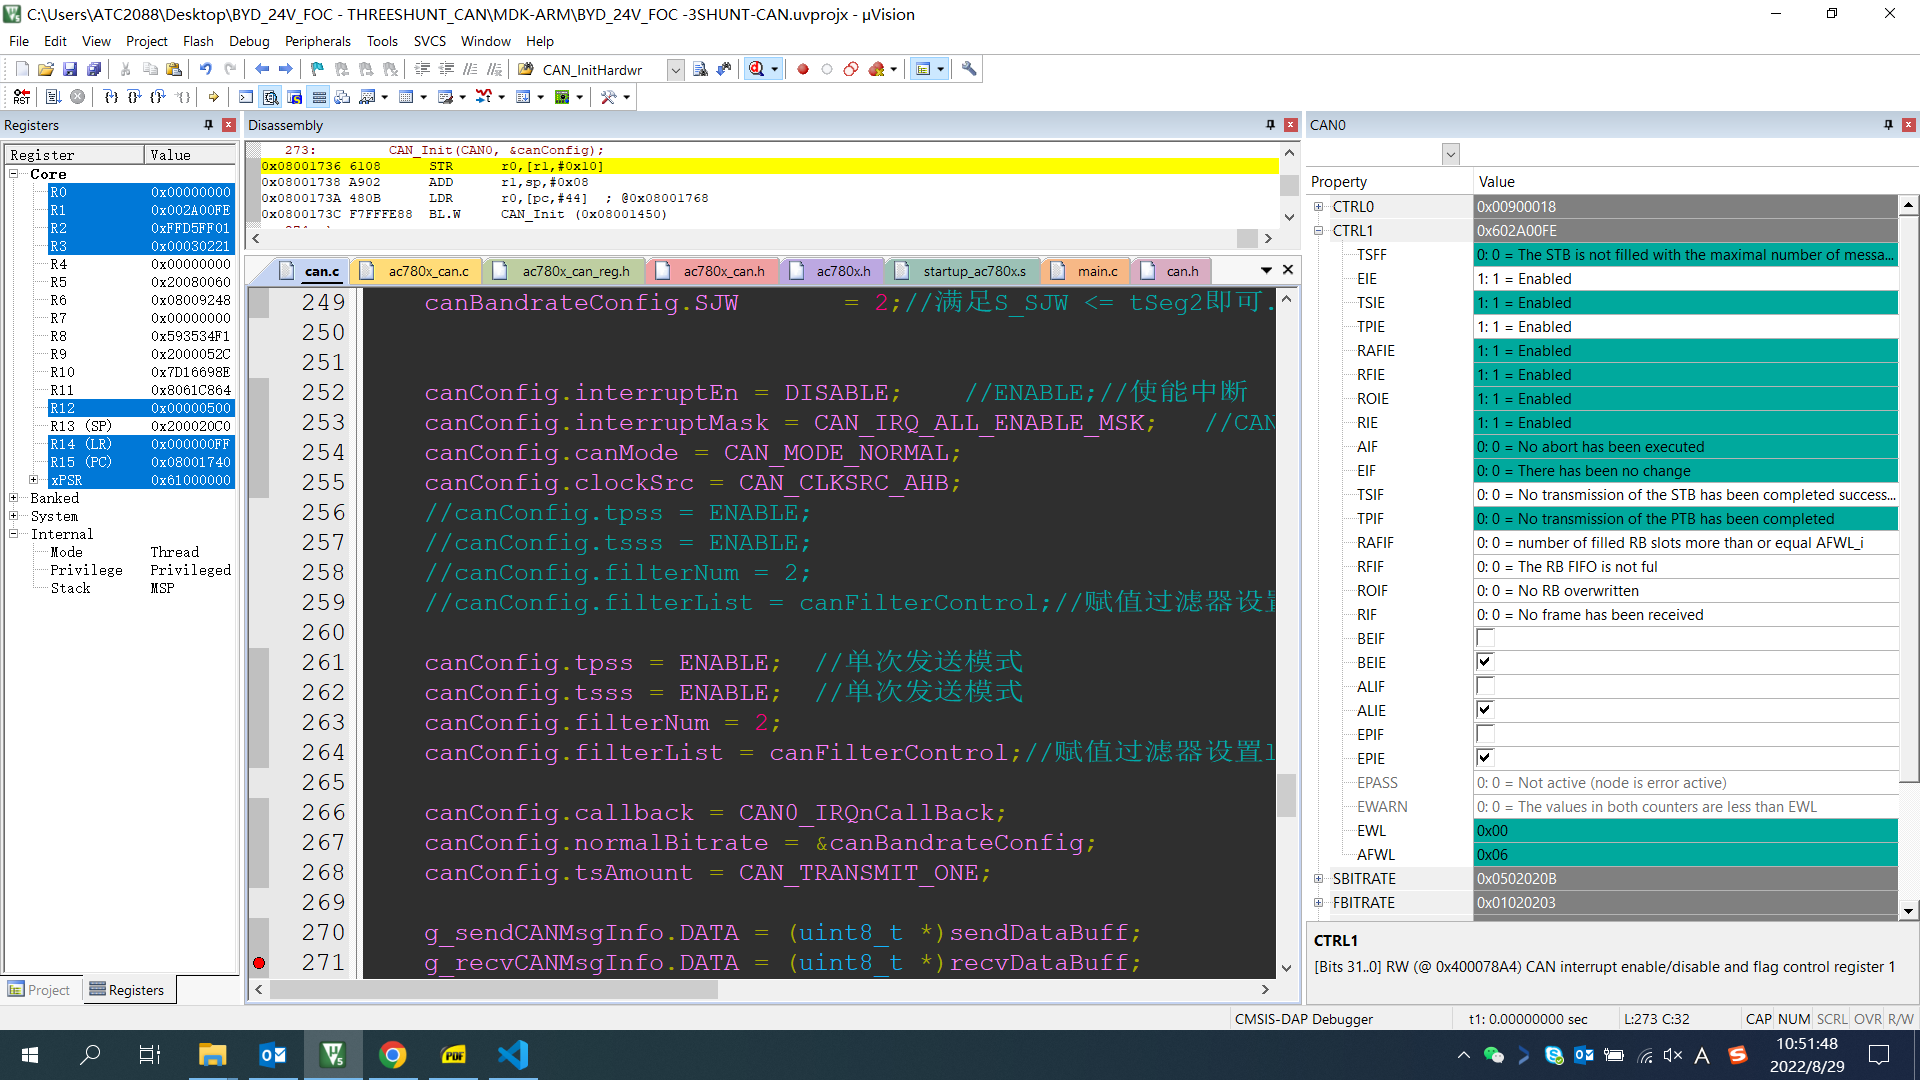 C:\Users\ATC2088\Desktop\BYD_24V_FOC - THREESHUNT_CAN\MDK-ARM\BYD_24V_FOC -3SHUNT-CAN.uvprojx - µVision
File Edit View Project Flash Debug Peripherals Tools SVCS Window Help
CAN_InitHardwr
Registers
Register Value
Core
R0 0x00000000
R1 0x002A00FE
R2 0xFFD5FF01
R3 0x00030221
R4 0x00000000
R5 0x20080060
R6 0x08009248
R7 0x00000000
R8 0x593534F1
R9 0x2000052C
R10 0x7D16698E
R11 0x8061C864
R12 0x00000500
R13 (SP) 0x200020C0
R14 (LR) 0x000000FF
R15 (PC) 0x08001740
xPSR 0x61000000
Banked
System
Internal
Mode Thread
Privilege Privileged
Stack MSP
Project Registers
Disassembly
273: CAN_Init(CAN0, &canConfig);
0x08001736 6108 STR r0,[r1,#0x10]
0x08001738 A902 ADD r1,sp,#0x08
0x0800173A 480B LDR r0,[pc,#44] ; @0x08001768
0x0800173C F7FFFE88 BL.W CAN_Init (0x08001450)
can.c ac780x_can.c ac780x_can_reg.h ac780x_can.h ac780x.h startup_ac780x.s main.c can.h
249 canBandrateConfig.SJW = 2;//满足S_SJW <= tSeg2即可.
250
251
252 canConfig.interruptEn = DISABLE; //ENABLE;//使能中断
253 canConfig.interruptMask = CAN_IRQ_ALL_ENABLE_MSK; //CAN
254 canConfig.canMode = CAN_MODE_NORMAL;
255 canConfig.clockSrc = CAN_CLKSRC_AHB;
256 //canConfig.tpss = ENABLE;
257 //canConfig.tsss = ENABLE;
258 //canConfig.filterNum = 2;
259 //canConfig.filterList = canFilterControl;//赋值过滤器设置
260
261 canConfig.tpss = ENABLE; //单次发送模式
262 canConfig.tsss = ENABLE; //单次发送模式
263 canConfig.filterNum = 2;
264 canConfig.filterList = canFilterControl;//赋值过滤器设置l
265
266 canConfig.callback = CAN0_IRQnCallBack;
267 canConfig.normalBitrate = &canBandrateConfig;
268 canConfig.tsAmount = CAN_TRANSMIT_ONE;
269
270 g_sendCANMsgInfo.DATA = (uint8_t *)sendDataBuff;
271 g_recvCANMsgInfo.DATA = (uint8_t *)recvDataBuff;
CAN0
Property Value
CTRL0 0x00900018
CTRL1 0x602A00FE
TSFF 0: 0 = The STB is not filled with the maximal number of messa...
EIE 1: 1 = Enabled
TSIE 1: 1 = Enabled
TPIE 1: 1 = Enabled
RAFIE 1: 1 = Enabled
RFIE 1: 1 = Enabled
ROIE 1: 1 = Enabled
RIE 1: 1 = Enabled
AIF 0: 0 = No abort has been executed
EIF 0: 0 = There has been no change
TSIF 0: 0 = No transmission of the STB has been completed success...
TPIF 0: 0 = No transmission of the PTB has been completed
RAFIF 0: 0 = number of filled RB slots more than or equal AFWL_i
RFIF 0: 0 = The RB FIFO is not ful
ROIF 0: 0 = No RB overwritten
RIF 0: 0 = No frame has been received
BEIF
BEIE
ALIF
ALIE
EPIF
EPIE
EPASS 0: 0 = Not active (node is error active)
EWARN 0: 0 = The values in both counters are less than EWL
EWL 0x00
AFWL 0x06
SBITRATE 0x0502020B
FBITRATE 0x01020203
CTRL1
[Bits 31..0] RW (@ 0x400078A4) CAN interrupt enable/disable and flag control register 1
CMSIS-DAP Debugger t1: 0.00000000 sec L:273 C:32 CAP NUM SCRL OVR R/W
10:51:48
2022/8/29